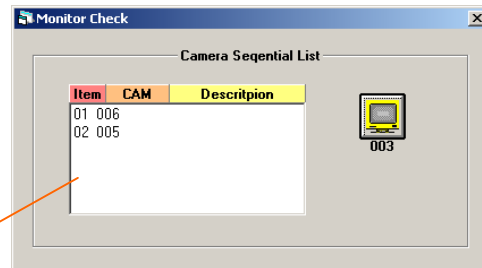 Monitor Check
Camera Seqential List
Item CAM Descritpion
01 006
02 005
003